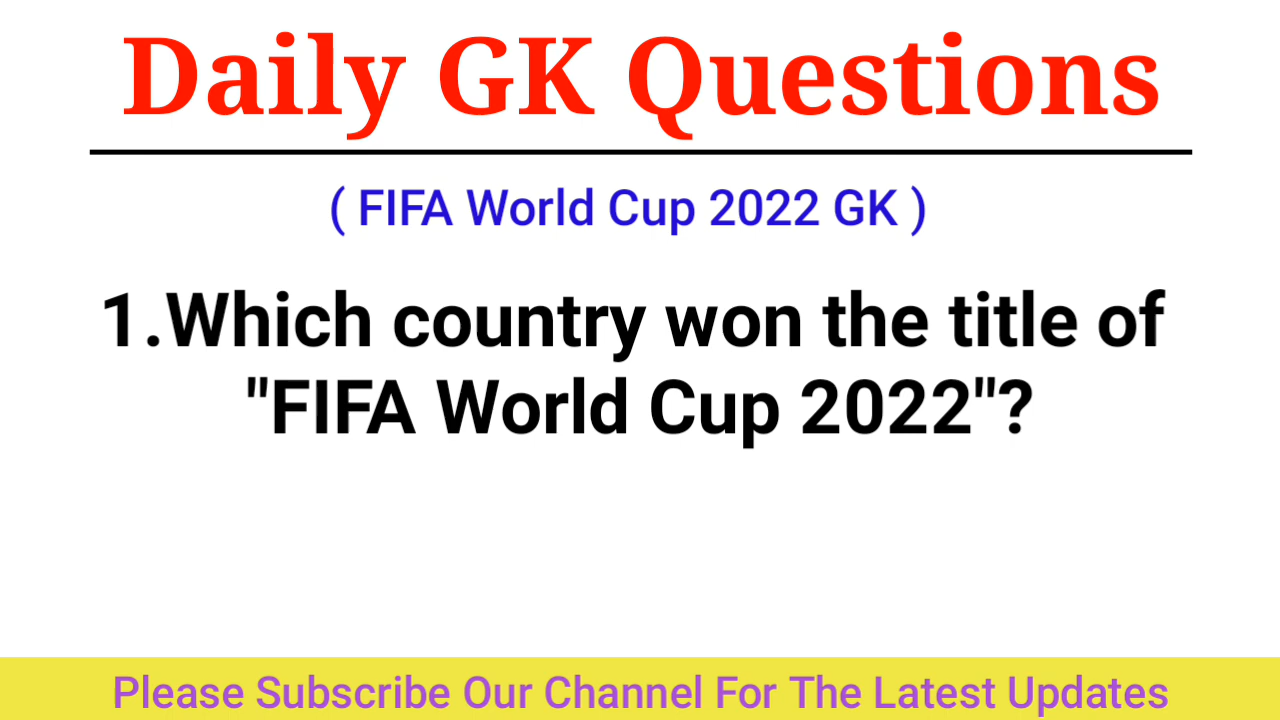 Daily GK Questions
( FIFA World Cup 2022 GK )
1.Which country won the title of
"FIFA World Cup 2022"?
Please Subscribe Our Channel For The Latest Updates